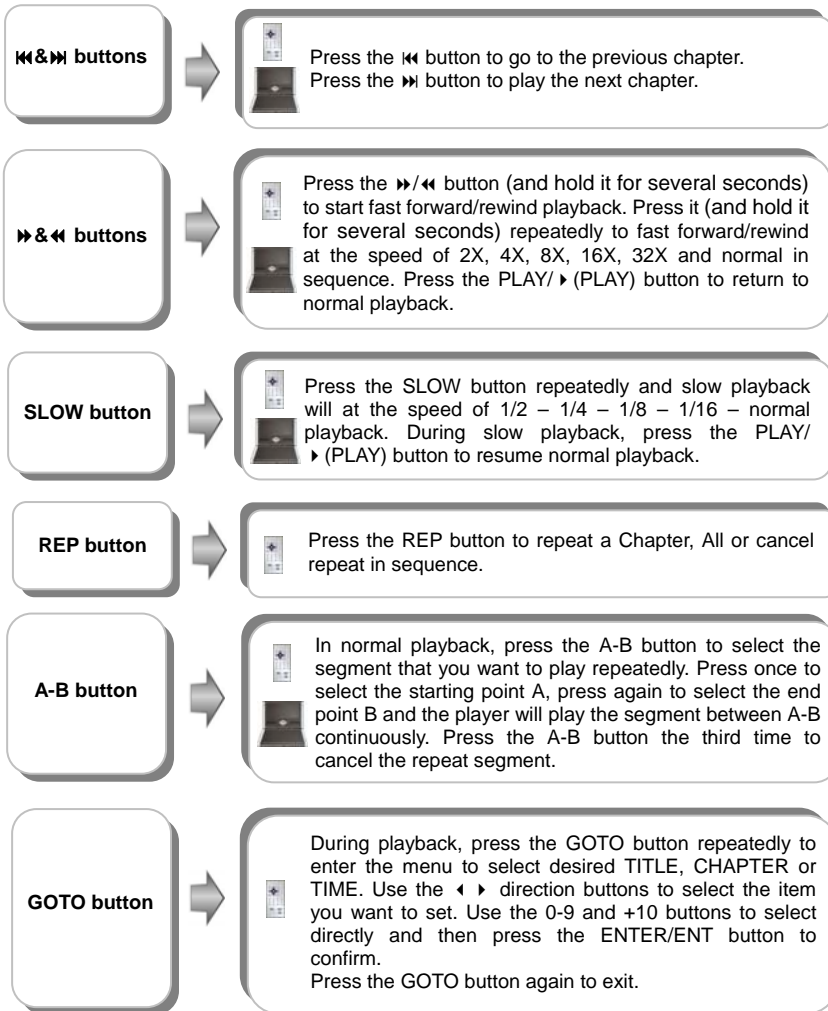 ⏮&⏭ buttons
Press the ⏮ button to go to the previous chapter.
Press the ⏭ button to play the next chapter.
⏩&⏪ buttons
Press the ⏩/⏪ button (and hold it for several seconds)
to start fast forward/rewind playback. Press it (and hold it
for several seconds) repeatedly to fast forward/rewind
at the speed of 2X, 4X, 8X, 16X, 32X and normal in
sequence. Press the PLAY/▶(PLAY) button to return to
normal playback.
SLOW button
Press the SLOW button repeatedly and slow playback
will at the speed of 1/2 – 1/4 – 1/8 – 1/16 – normal
playback. During slow playback, press the PLAY/
▶(PLAY) button to resume normal playback.
REP button
Press the REP button to repeat a Chapter, All or cancel
repeat in sequence.
A-B button
In normal playback, press the A-B button to select the
segment that you want to play repeatedly. Press once to
select the starting point A, press again to select the end
point B and the player will play the segment between A-B
continuously. Press the A-B button the third time to
cancel the repeat segment.
GOTO button
During playback, press the GOTO button repeatedly to
enter the menu to select desired TITLE, CHAPTER or
TIME. Use the ◀ ▶ direction buttons to select the item
you want to set. Use the 0-9 and +10 buttons to select
directly and then press the ENTER/ENT button to
confirm.
Press the GOTO button again to exit.